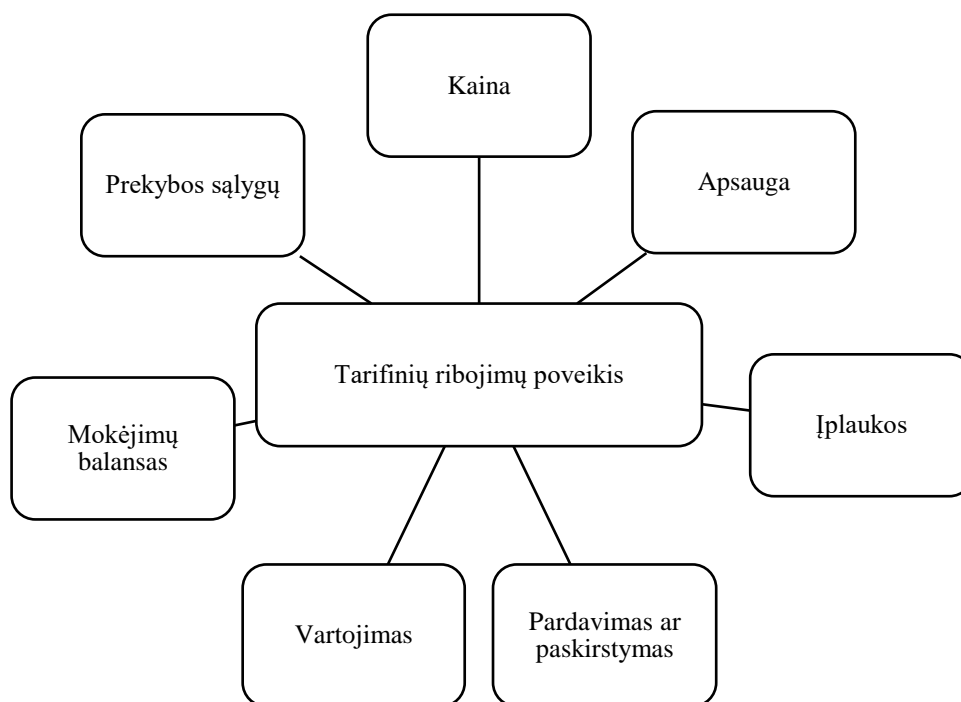 Kaina
Prekybos sąlygų
Apsauga
Tarifinių ribojimų poveikis
Mokėjimų
balansas
Įplaukos
Vartojimas
Pardavimas ar
paskirstymas